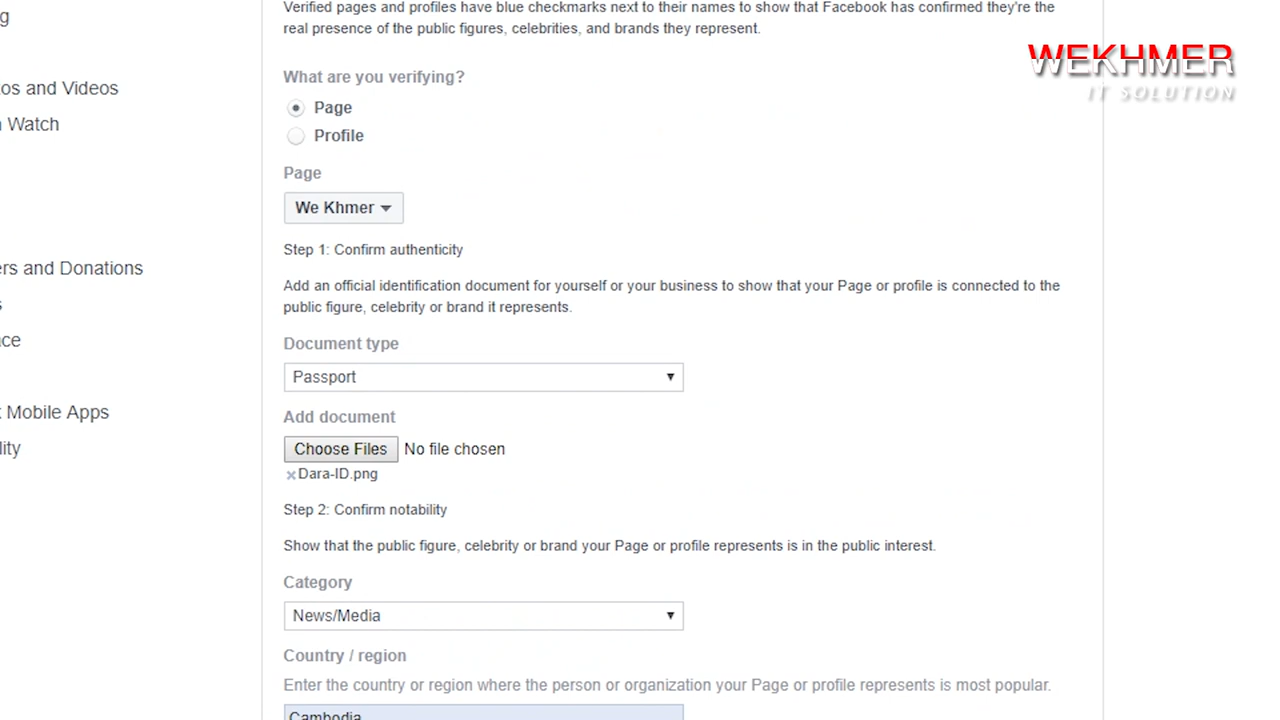 Verified pages and profiles have blue checkmarks next to their names to show that Facebook has confirmed they're the
real presence of the public figures, celebrities, and brands they represent.
WEKHMER
IT SOLUTION
What are you verifying?
os and Videos
Page
Watch
Profile
Page
We Khmer
Step 1: Confirm authenticity
ers and Donations
Add an official identification document for yourself or your business to show that your Page or profile is connected to the
public figure, celebrity or brand it represents.
ce
Document type
Passport
Mobile Apps
Add document
lity
Choose Files No file chosen
×Dara-ID.png
Step 2: Confirm notability
Show that the public figure, celebrity or brand your Page or profile represents is in the public interest.
Category
News/Media
Country / region
Enter the country or region where the person or organization your Page or profile represents is most popular.
Cambodia